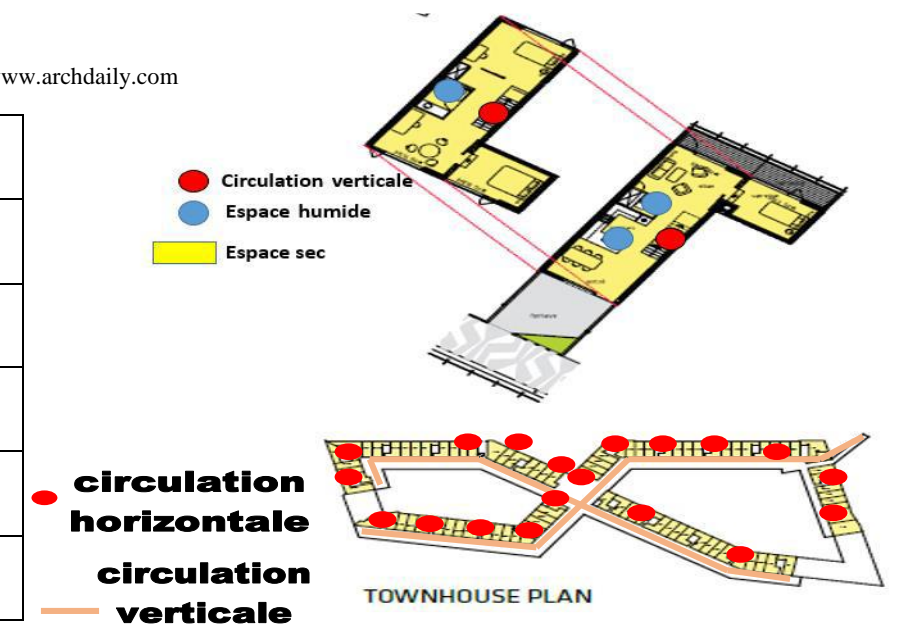 ww.archdaily.com
Circulation verticale
Espace humide
Espace sec
circulation
horizontale
circulation
verticale
TOWNHOUSE PLAN